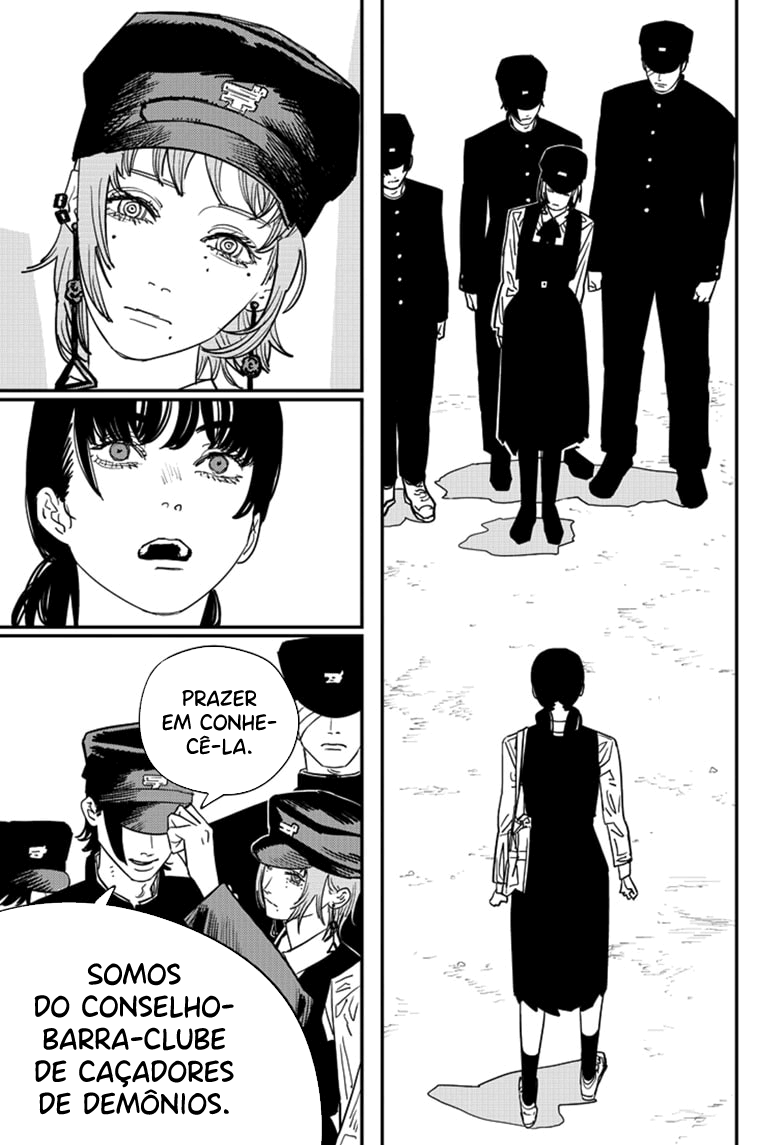 PRAZER
EM CONHE-
CÊ-LA.
SOMOS
DO CONSELHO-
BARRA-CLUBE
DE CAÇADORES
DE DEMÔNIOS.